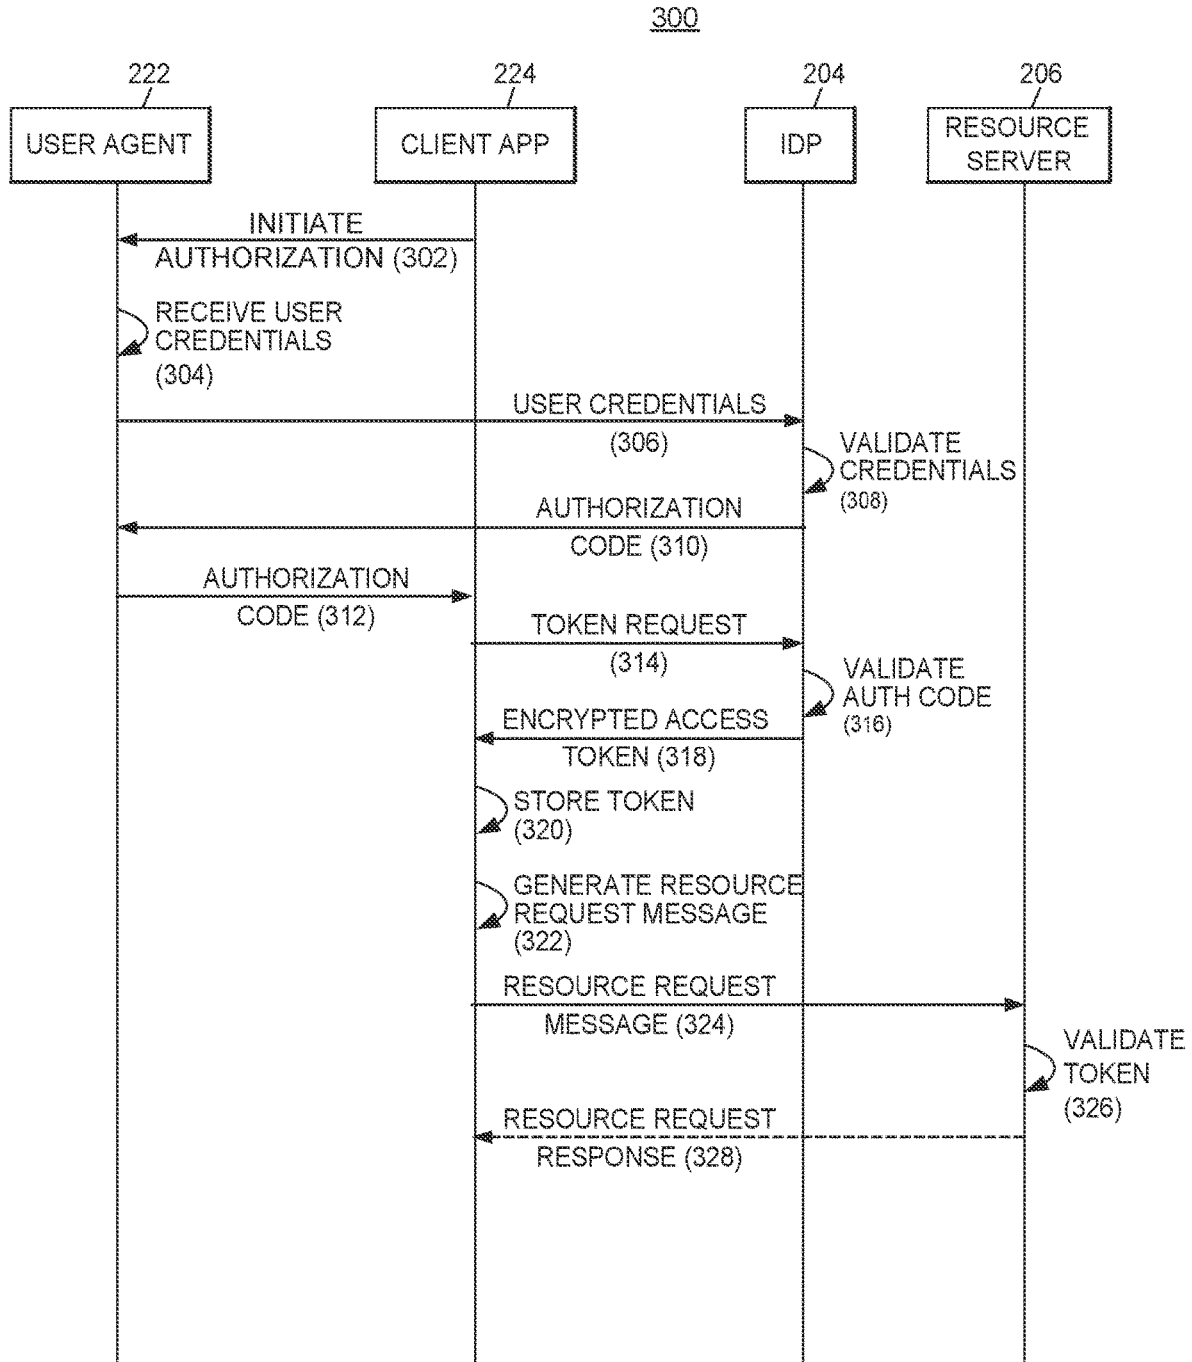 300
222
224
204
206
USER AGENT
CLIENT APP
IDP
RESOURCE
SERVER
INITIATE
AUTHORIZATION (302)
RECEIVE USER
CREDENTIALS
(304)
USER CREDENTIALS
(306)
VALIDATE
CREDENTIALS
(308)
AUTHORIZATION
CODE (310)
AUTHORIZATION
CODE (312)
TOKEN REQUEST
(314)
VALIDATE
AUTH CODE
(316)
ENCRYPTED ACCESS
TOKEN (318)
STORE TOKEN
(320)
GENERATE RESOURCE
REQUEST MESSAGE
(322)
RESOURCE REQUEST
MESSAGE (324)
VALIDATE
TOKEN
(326)
RESOURCE REQUEST
RESPONSE (328)